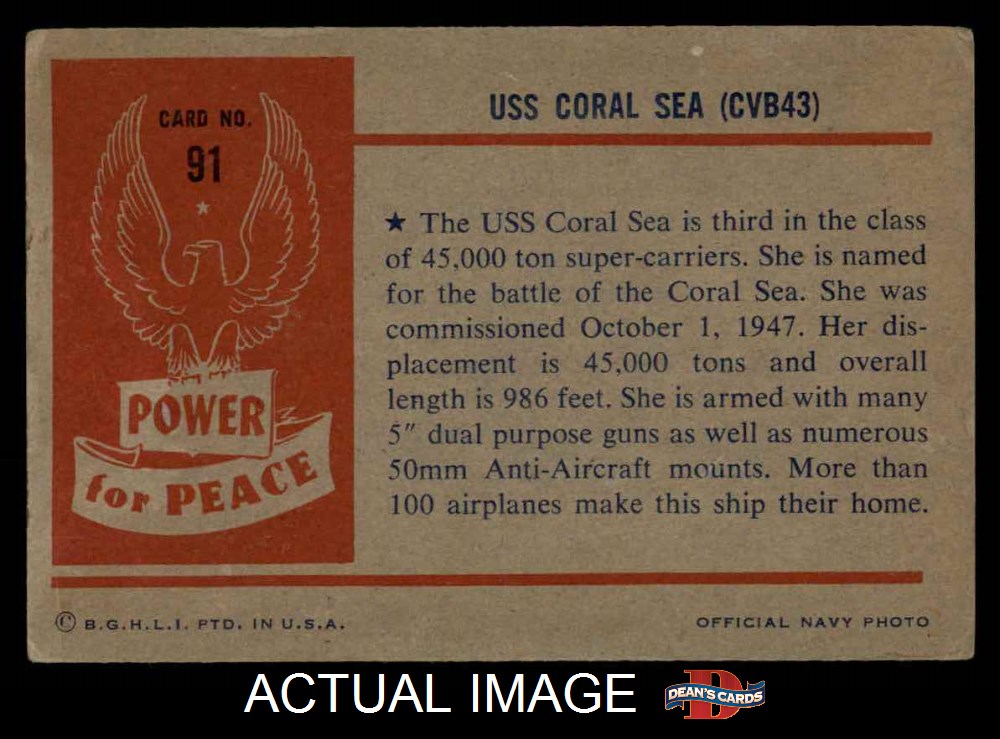 CARD NO.
91
POWER
for PEACE
USS CORAL SEA (CVB43)
★ The USS Coral Sea is third in the class
of 45,000 ton super-carriers. She is named
for the battle of the Coral Sea. She was
commissioned October 1, 1947. Her dis-
placement is 45,000 tons and overall
length is 986 feet. She is armed with many
5" dual purpose guns as well as numerous
50mm Anti-Aircraft mounts. More than
100 airplanes make this ship their home.
© B.G.H.L.I. PTD. IN U.S.A.
OFFICIAL NAVY PHOTO
ACTUAL IMAGE
D
DEAN'S CARDS